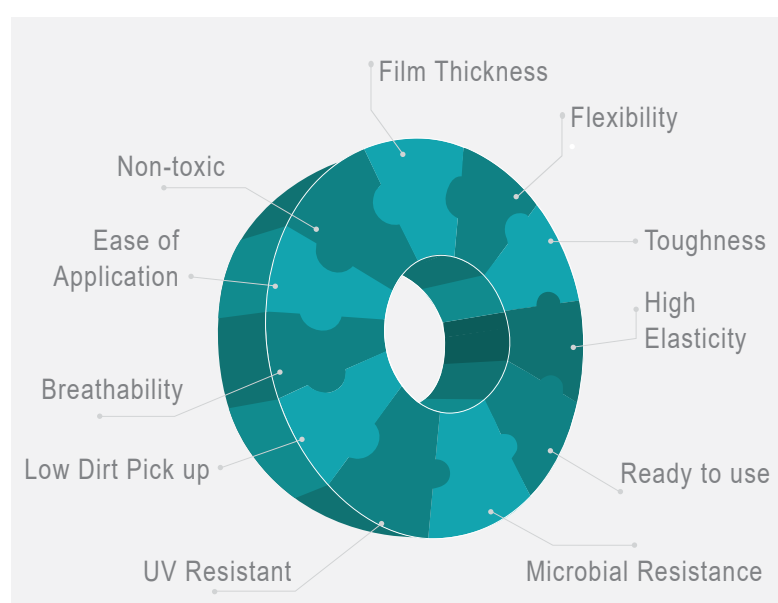 Film Thickness
Flexibility
Non-toxic
Toughness
Ease of
Application
High
Elasticity
Breathability
Low Dirt Pick up
Ready to use
UV Resistant
Microbial Resistance